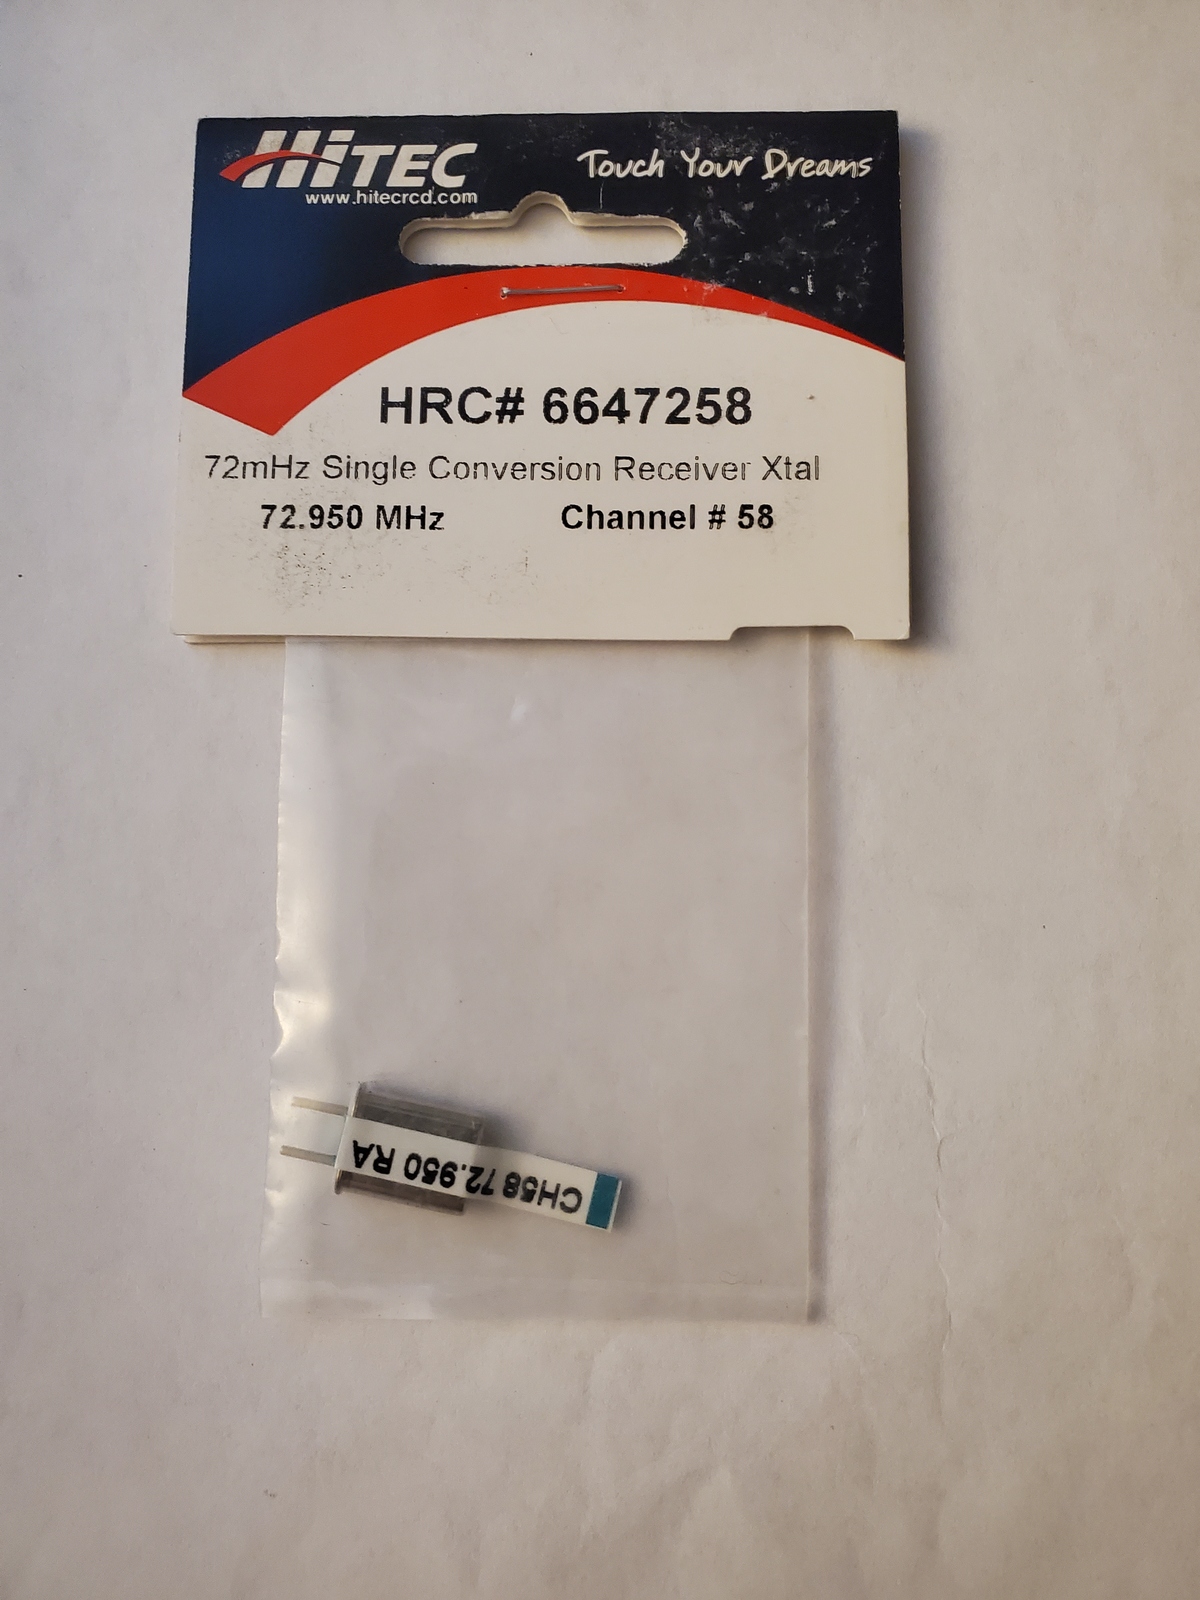 HiTEC
Touch Your Dreams
www.hitecrcd.com
HRC# 6647258
72mHz Single Conversion Receiver Xtal
72.950 MHz Channel # 58
CH58 72.950 RA